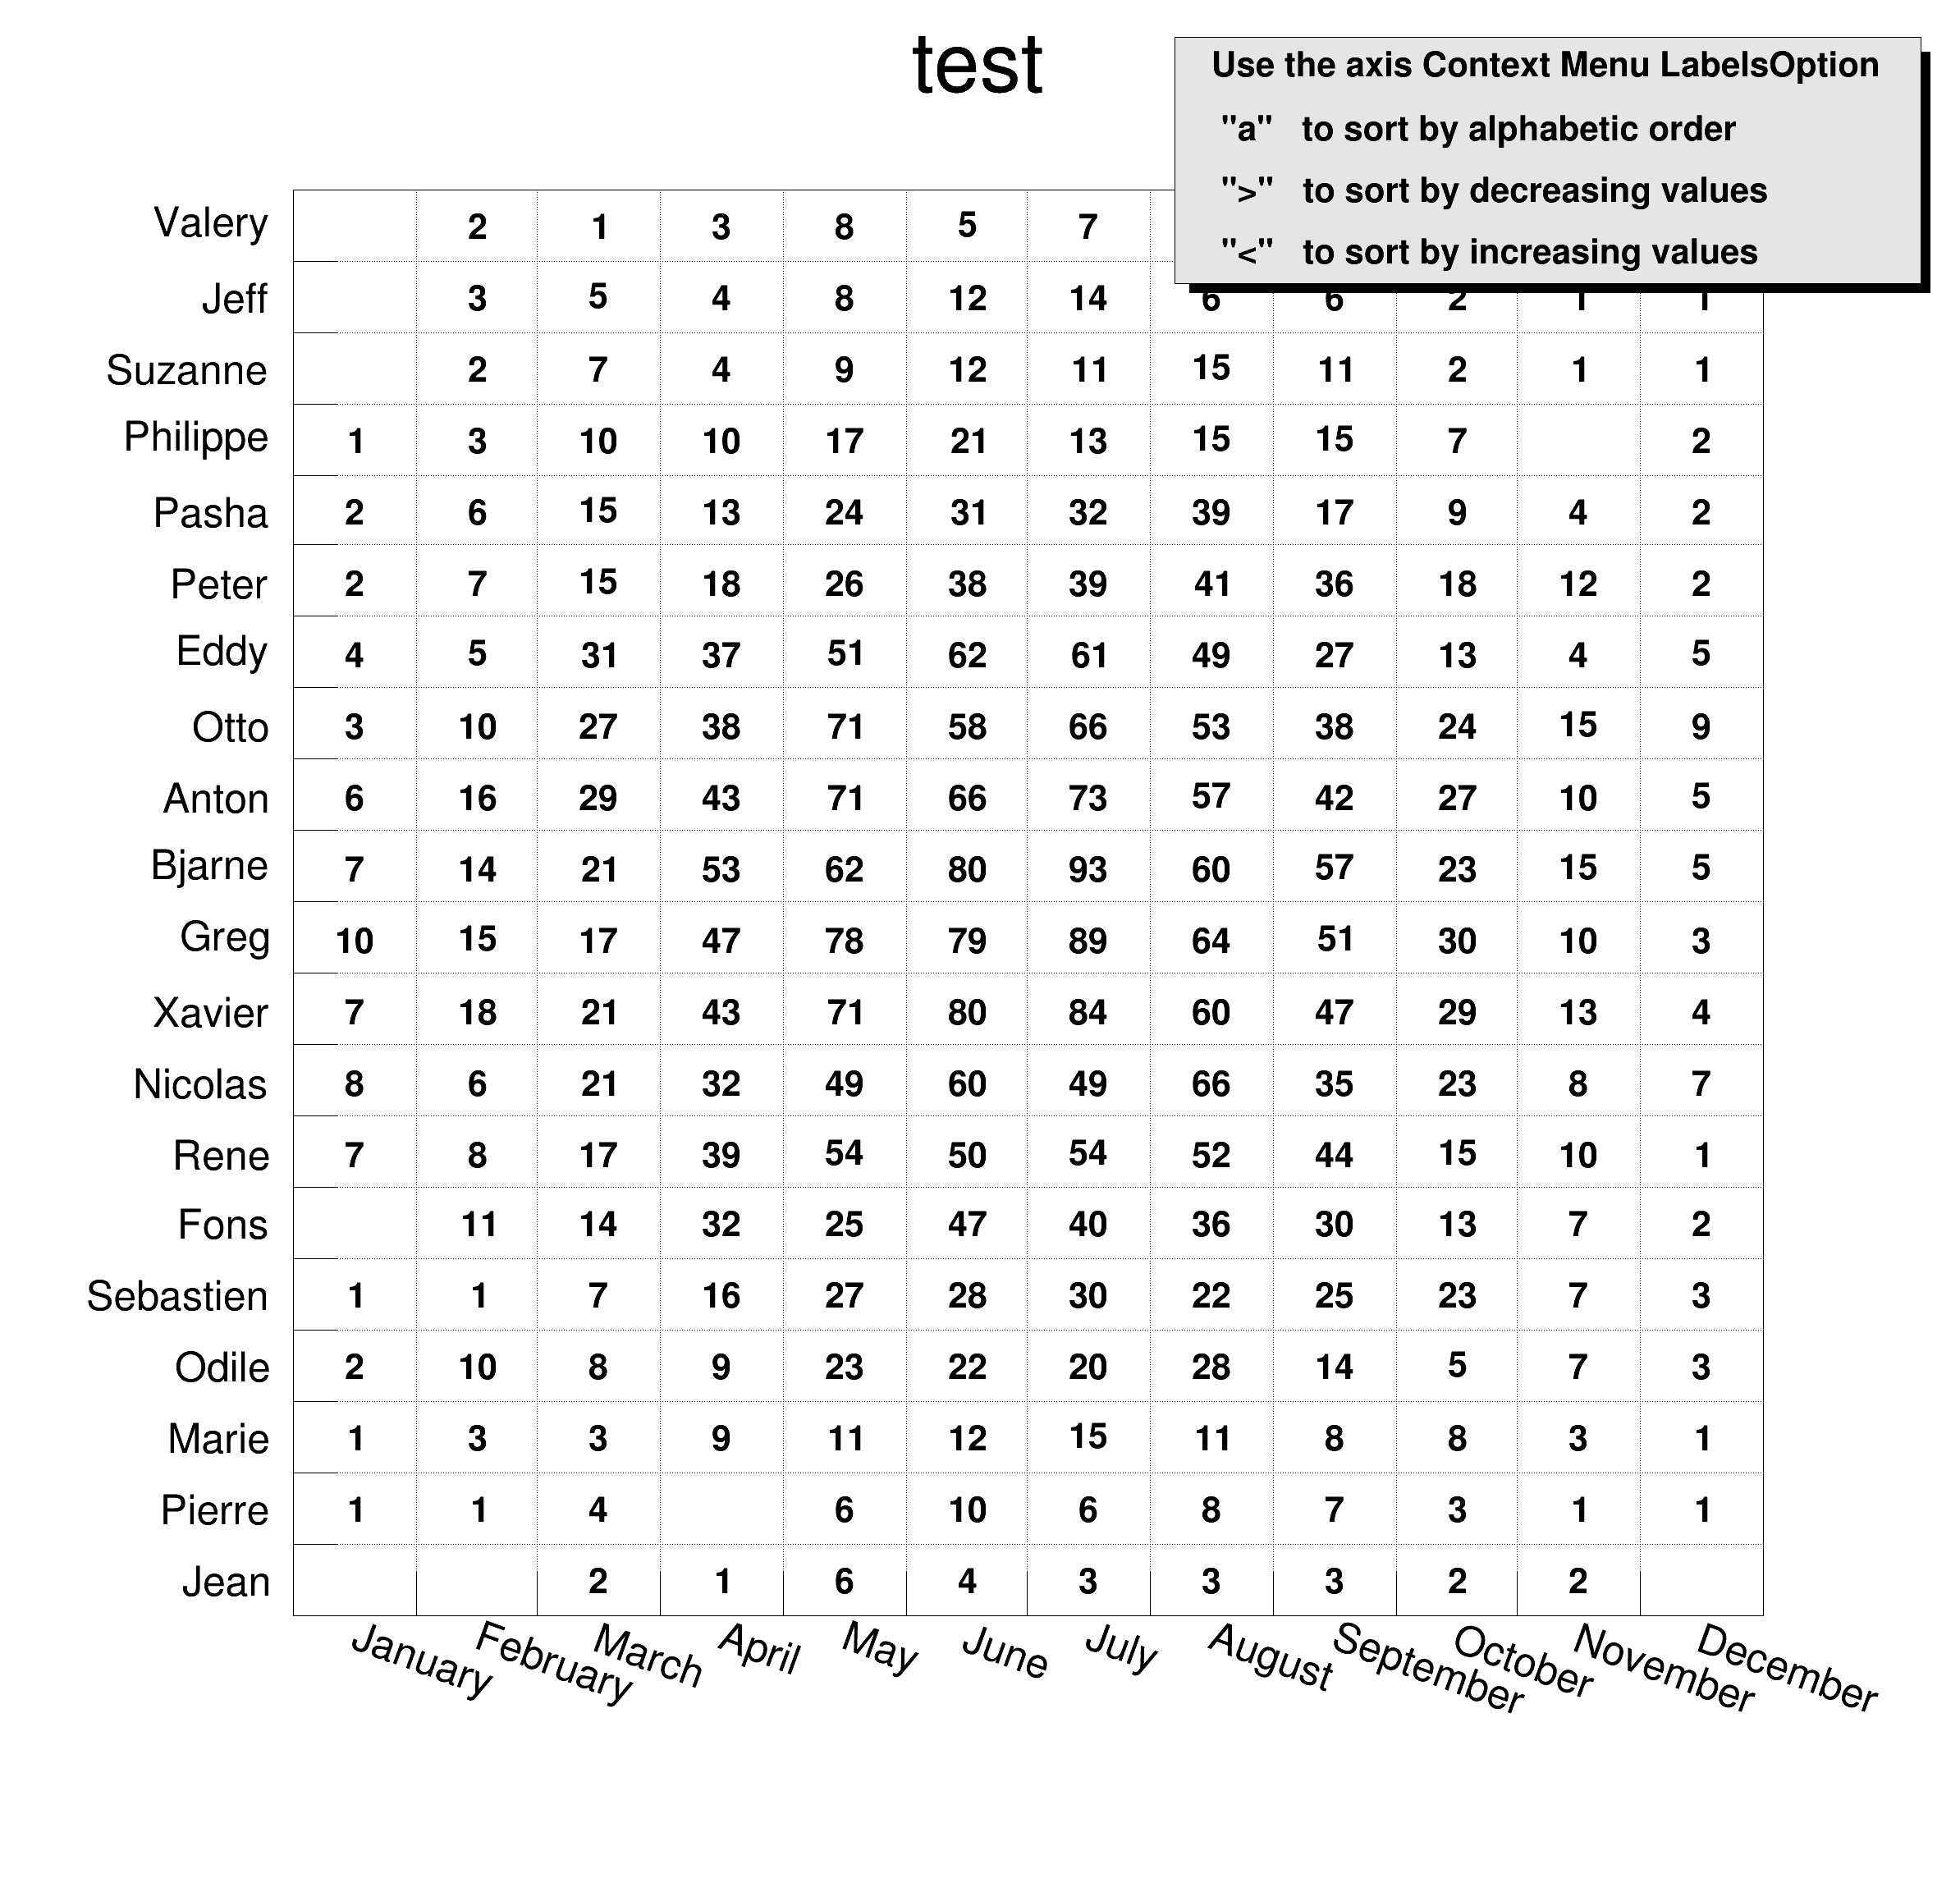 test
Use the axis Context Menu LabelsOption
"a" to sort by alphabetic order
">" to sort by decreasing values
"<" to sort by increasing values
Valery 2 1 3 8 5 7
Jeff 3 5 4 8 12 14 6 6 2 1 1
Suzanne 2 7 4 9 12 11 15 11 2 1 1
Philippe 1 3 10 10 17 21 13 15 15 7 2
Pasha 2 6 15 13 24 31 32 39 17 9 4 2
Peter 2 7 15 18 26 38 39 41 36 18 12 2
Eddy 4 5 31 37 51 62 61 49 27 13 4 5
Otto 3 10 27 38 71 58 66 53 38 24 15 9
Anton 6 16 29 43 71 66 73 57 42 27 10 5
Bjarne 7 14 21 53 62 80 93 60 57 23 15 5
Greg 10 15 17 47 78 79 89 64 51 30 10 3
Xavier 7 18 21 43 71 80 84 60 47 29 13 4
Nicolas 8 6 21 32 49 60 49 66 35 23 8 7
Rene 7 8 17 39 54 50 54 52 44 15 10 1
Fons 11 14 32 25 47 40 36 30 13 7 2
Sebastien 1 1 7 16 27 28 30 22 25 23 7 3
Odile 2 10 8 9 23 22 20 28 14 5 7 3
Marie 1 3 3 9 11 12 15 11 8 8 3 1
Pierre 1 1 4 6 10 6 8 7 3 1 1
Jean 2 1 6 4 3 3 3 2 2
January February March April May June July August September October November December